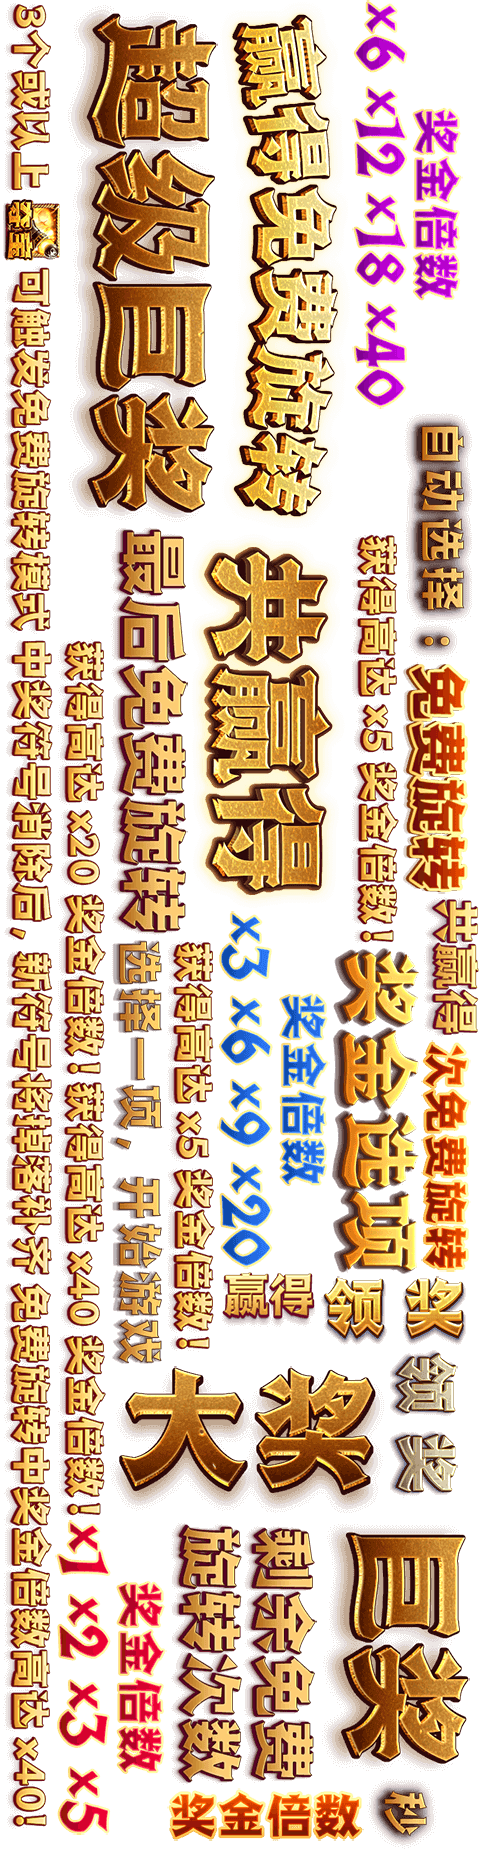 x6 x12 x18 x40
奖金倍数
赢得免费旋转
超级巨奖
3个或以上
夺宝
可触发免费旋转模式
自动选择：
免费旋转
获得高达 x5 奖金倍数!
共赢得
最后免费旋转
共赢得
次免费旋转
奖金选项
x3 x6 x9 x20
奖金倍数
获得高达 x5 奖金倍数!
选择一项，开始游戏
获得高达 x20 奖金倍数!
获得高达 x40 奖金倍数!
中奖符号消除后，新符号将掉落补齐
免费旋转中奖金倍数高达 x40!
领奖
大
奖
巨奖
剩余免费
旋转次数
x1 x2 x3 x5
奖金倍数
奖金倍数
秒